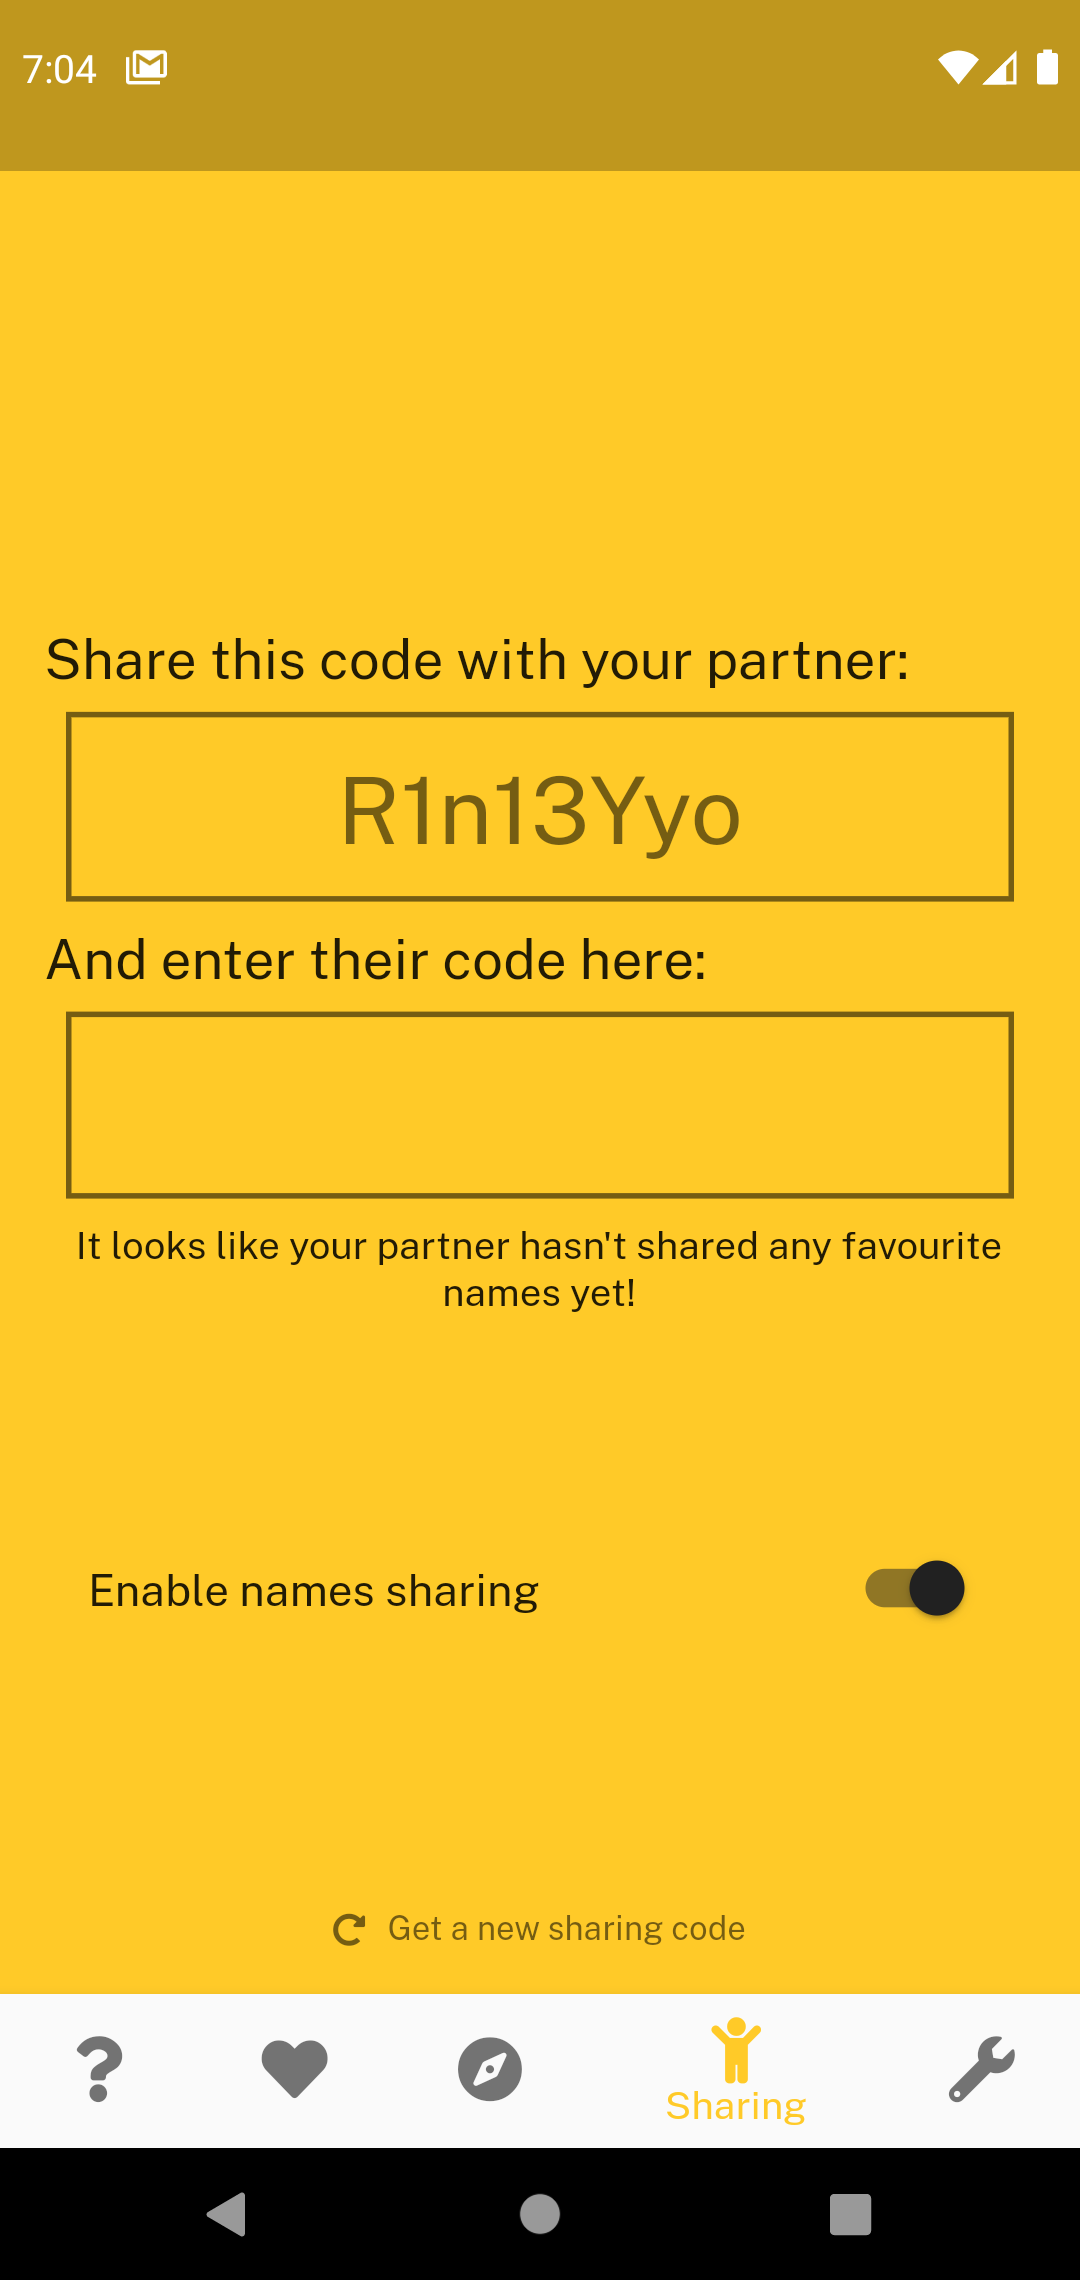 7:04
Share this code with your partner:
R1n13Yyo
And enter their code here:
It looks like your partner hasn't shared any favourite
names yet!
Enable names sharing
Get a new sharing code
Sharing